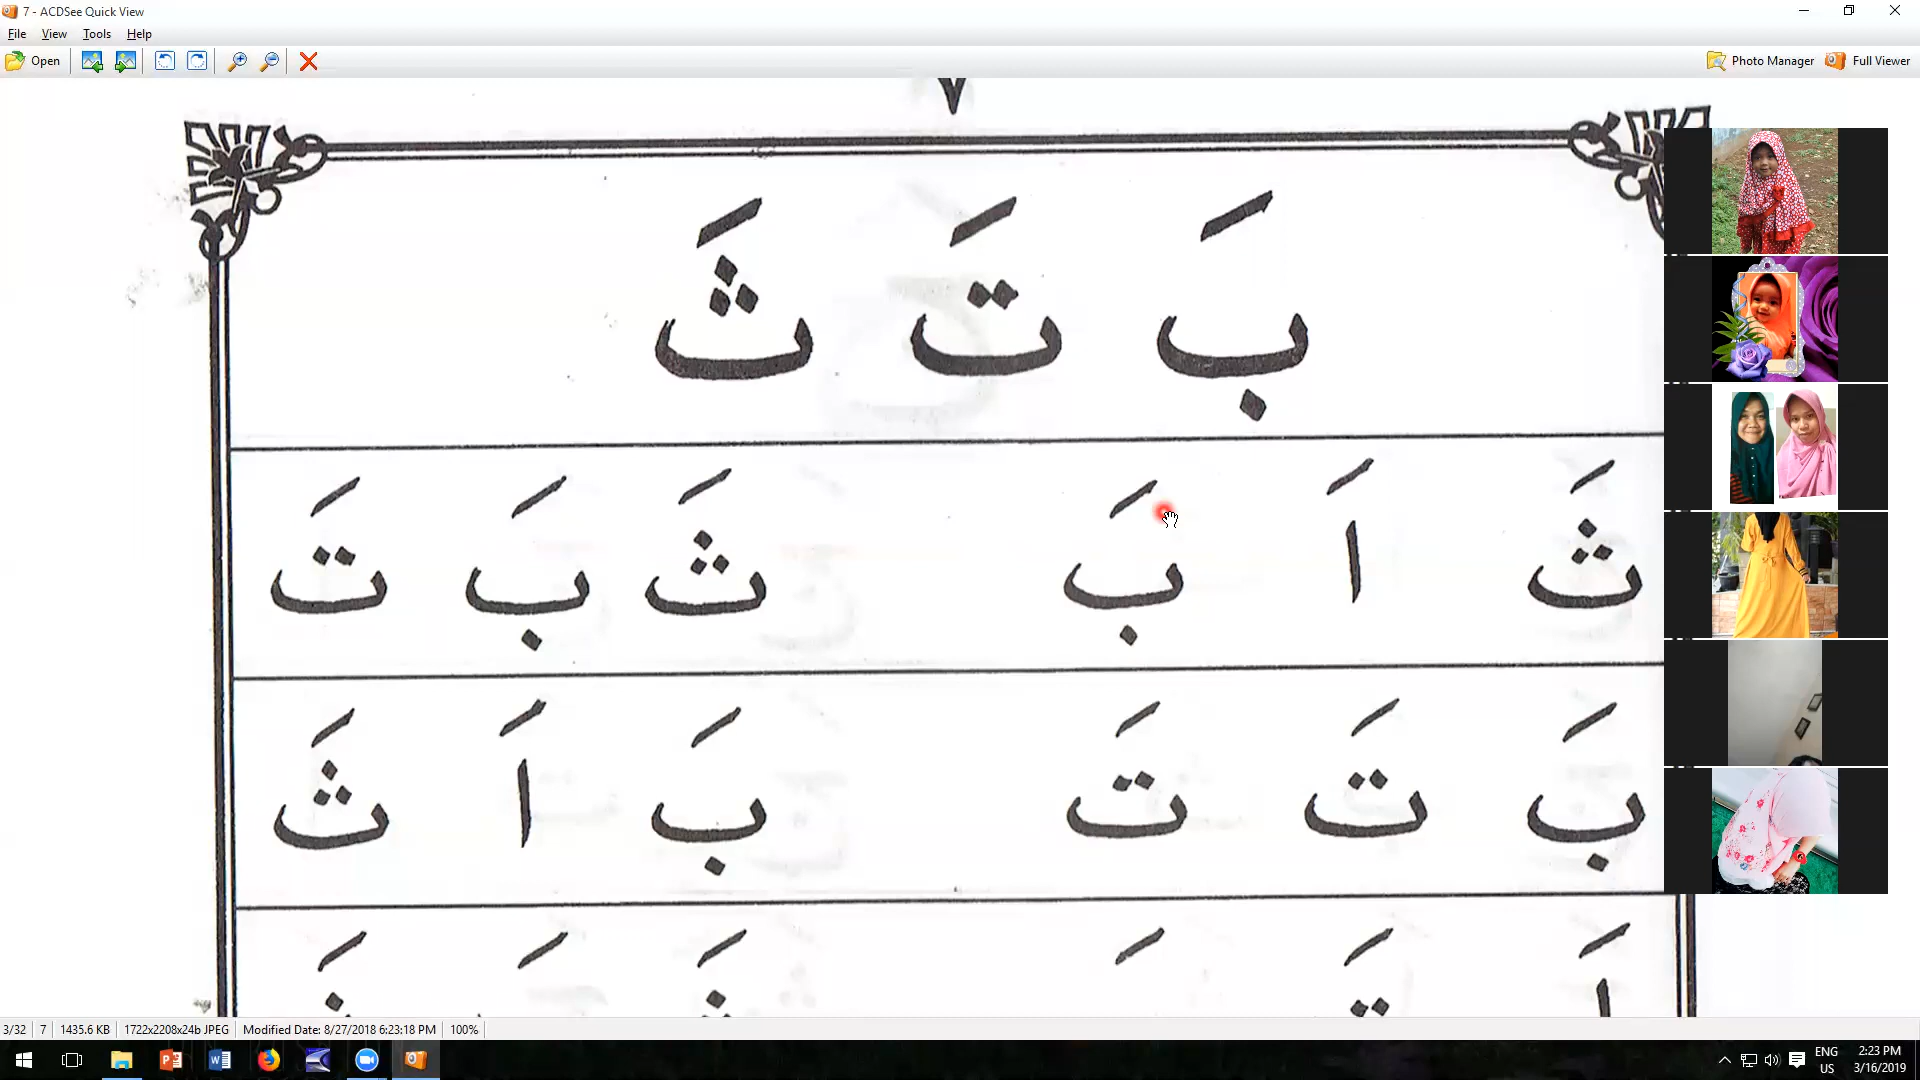 7 - ACDSee Quick View
File View Tools Help
Open Photo Manager Full Viewer
٧
بَ تَ ثَ
ثَ اَ بَ ثَ بَ تَ
بَ تَ تَ بَ اَ ثَ
3/32 7 1435.6 KB 1722x2208x24b JPEG Modified Date: 8/27/2018 6:23:18 PM 100%
ENG 2:23 PM
US 3/16/2019